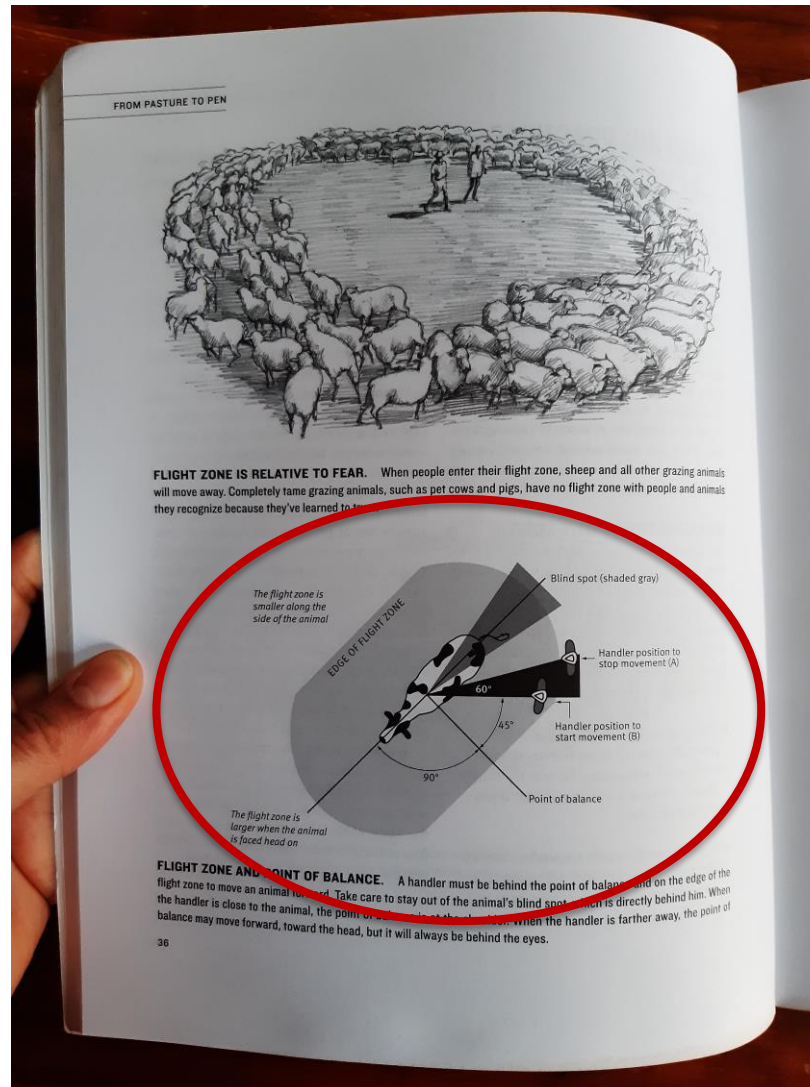 FROM PASTURE TO PEN
FLIGHT ZONE IS RELATIVE TO FEAR. When people enter their flight zone, sheep and all other grazing animals
will move away. Completely tame grazing animals, such as pet cows and pigs, have no flight zone with people and animals
they recognize because they've learned to
The flight zone is
smaller along the
side of the animal
EDGE OF FLIGHT ZONE
Blind spot (shaded gray)
Handler position to
stop movement (A)
60°
45°
Handler position to
start movement (B)
90°
Point of balance
The flight zone is
larger when the animal
is faced head on
FLIGHT ZONE AND POINT OF BALANCE. A handler must be behind the point of balance and on the edge of the
flight zone to move an animal forward. Take care to stay out of the animal's blind spot, which is directly behind him. When
the handler is close to the animal, the point of balance is at the shoulder. When the handler is farther away, the point of
balance may move forward, toward the head, but it will always be behind the eyes.
36